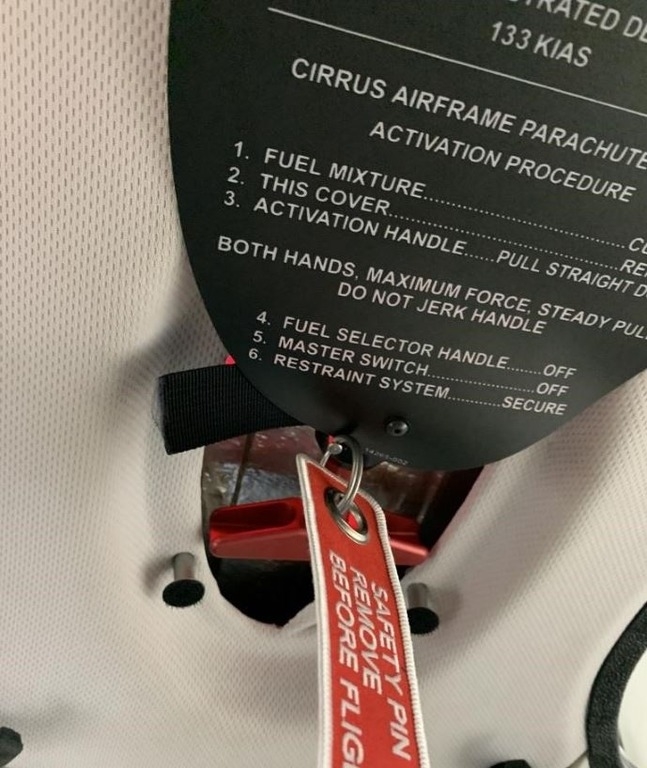 133 KIAS
CIRRUS AIRFRAME PARACHUTE
ACTIVATION PROCEDURE
1. FUEL MIXTURE
2. THIS COVER
3. ACTIVATION HANDLE.....PULL STRAIGHT
BOTH HANDS, MAXIMUM FORCE, STEADY
DO NOT JERK HANDLE
4. FUEL SELECTOR HANDLE.......OFF
5. MASTER SWITCH.................OFF
6. RESTRAINT SYSTEM..........SECURE
SAFETY PIN
REMOVE
BEFORE